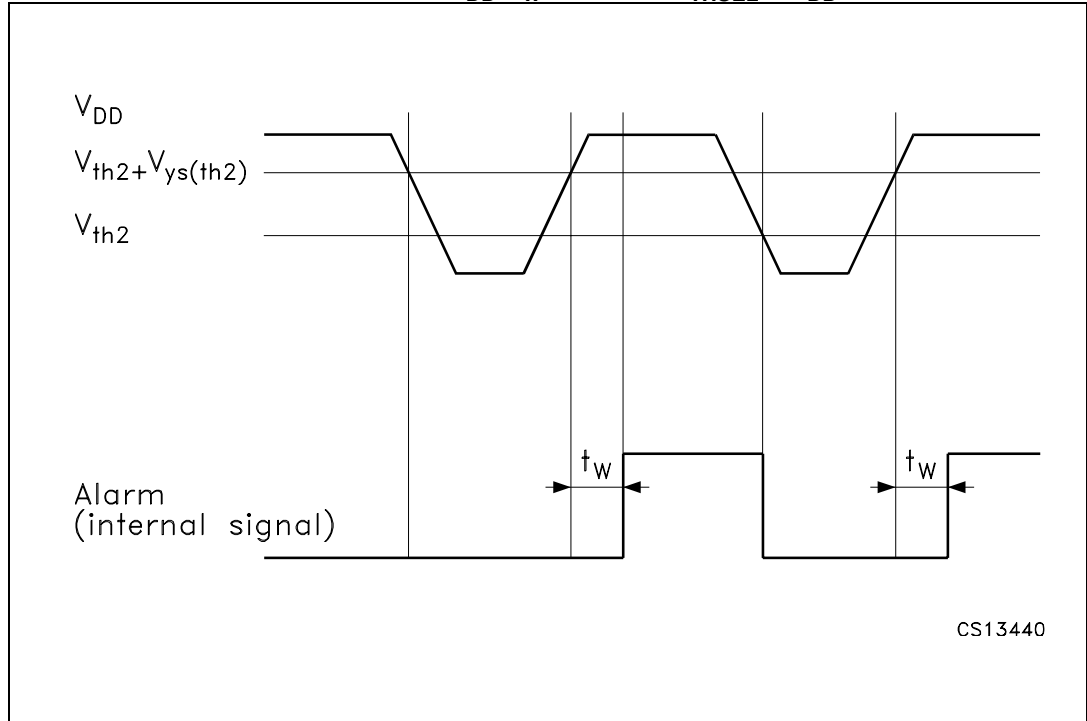 V_DD
V_th2+V_ys(th2)
V_th2
t_W
t_W
Alarm
(internal signal)
CS13440